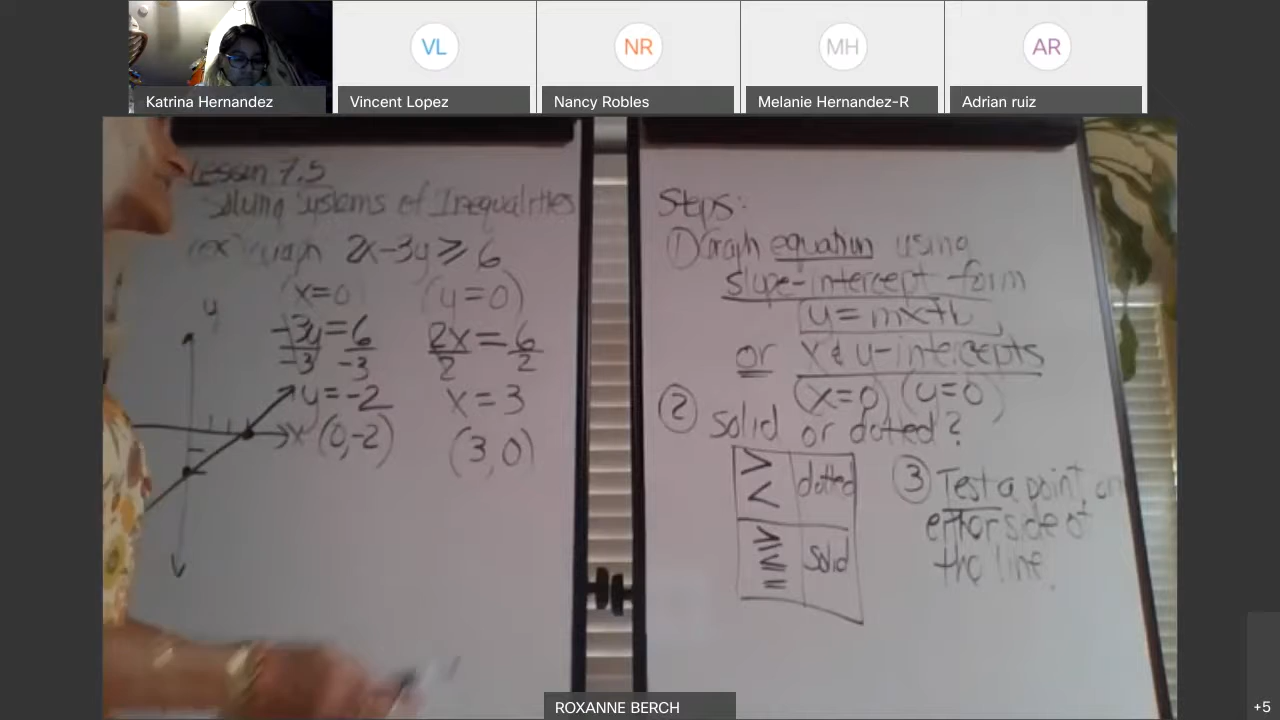 VL
NR
MH
AR
Katrina Hernandez
Vincent Lopez
Nancy Robles
Melanie Hernandez-R
Adrian ruiz
Lesson 7.5
Solving Systems of Inequalities
ex Graph 2x-3y ≥ 6
(x=0) (y=0)
-3y = 6 2x = 6
-3 -3 2 2
y = -2 x = 3
(0,-2) (3,0)
y
x
Steps:
① Graph equation using
slope-intercept form
y = mx+b
or x & y-intercepts
(x=0) (y=0)
② Solid or dotted?
> dotted
<
≥ solid
≤
=
③ Test a point on
either side of
the line.
ROXANNE BERCH
+5